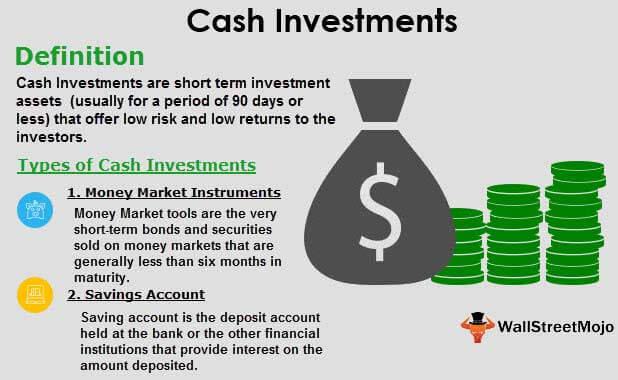 Cash Investments
Definition
Cash Investments are short term investment
assets (usually for a period of 90 days or
less) that offer low risk and low returns to the
investors.
Types of Cash Investments
1. Money Market Instruments
Money Market tools are the very
short-term bonds and securities
sold on money markets that are
generally less than six months in
maturity.
2. Savings Account
Saving account is the deposit account
held at the bank or the other financial
institutions that provide interest on the
amount deposited.
$
WallStreetMojo